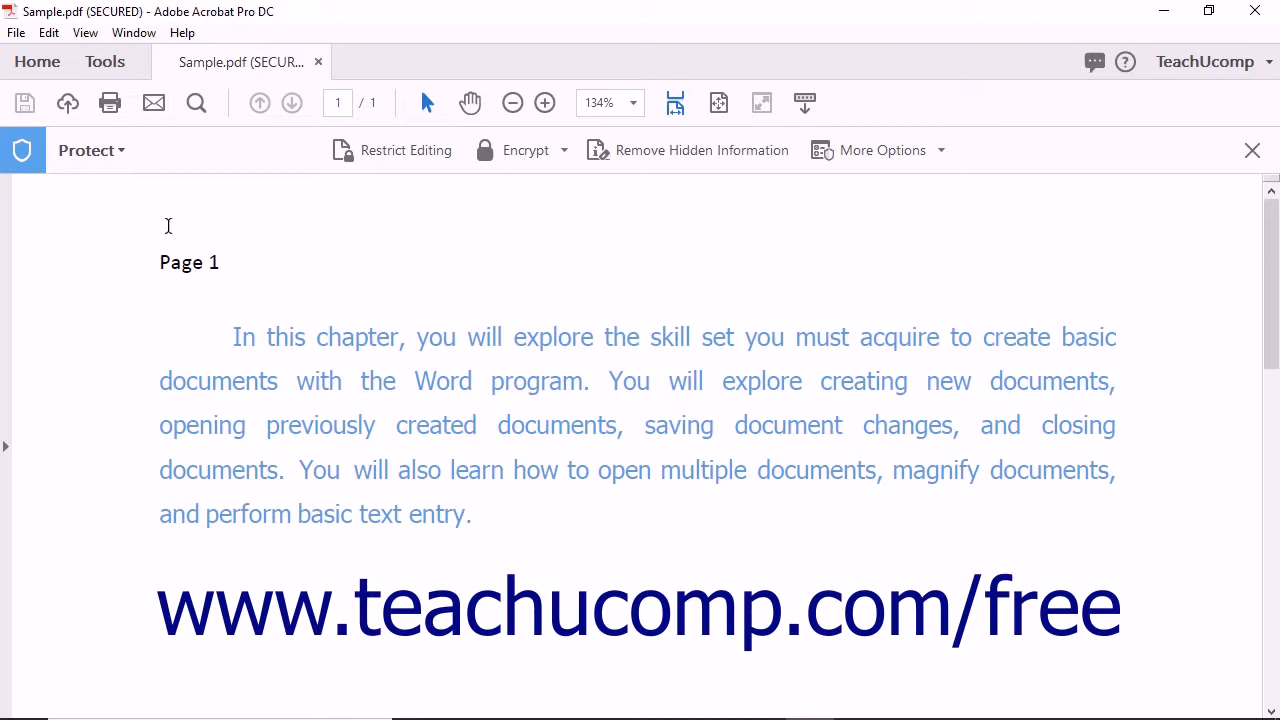 Sample.pdf (SECURED) - Adobe Acrobat Pro DC
File Edit View Window Help
Home Tools Sample.pdf (SECUR... × ? TeachUcomp
1 / 1 134%
Protect Restrict Editing Encrypt Remove Hidden Information More Options
Page 1
In this chapter, you will explore the skill set you must acquire to create basic
documents with the Word program. You will explore creating new documents,
opening previously created documents, saving document changes, and closing
documents. You will also learn how to open multiple documents, magnify documents,
and perform basic text entry.
www.teachucomp.com/free